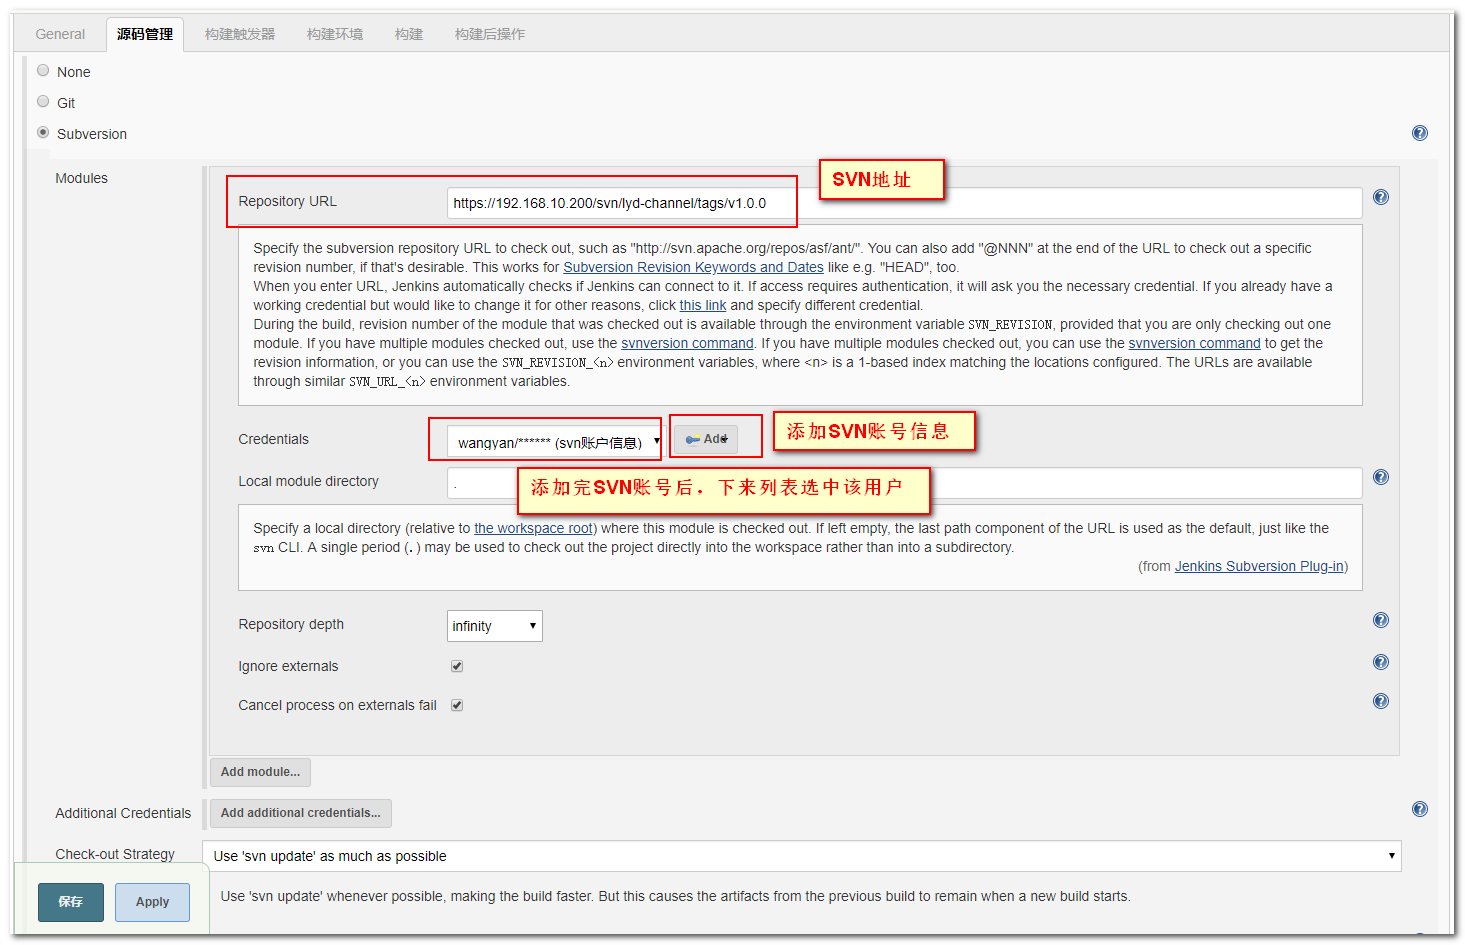 General 源码管理 构建触发器 构建环境 构建 构建后操作
None
Git
Subversion
Modules
SVN地址
Repository URL https://192.168.10.200/svn/lyd-channel/tags/v1.0.0
Specify the subversion repository URL to check out, such as "http://svn.apache.org/repos/asf/ant/". You can also add "@NNN" at the end of the URL to check out a specific
revision number, if that's desirable. This works for Subversion Revision Keywords and Dates like e.g. "HEAD", too.
When you enter URL, Jenkins automatically checks if Jenkins can connect to it. If access requires authentication, it will ask you the necessary credential. If you already have a
working credential but would like to change it for other reasons, click this link and specify different credential.
During the build, revision number of the module that was checked out is available through the environment variable SVN_REVISION, provided that you are only checking out one
module. If you have multiple modules checked out, use the svnversion command. If you have multiple modules checked out, you can use the svnversion command to get the
revision information, or you can use the SVN_REVISION_<n> environment variables, where <n> is a 1-based index matching the locations configured. The URLs are available
through similar SVN_URL_<n> environment variables.
Credentials wangyan/****** (svn账户信息) Add 添加SVN账号信息
Local module directory .
添加完SVN账号后，下来列表选中该用户
Specify a local directory (relative to the workspace root) where this module is checked out. If left empty, the last path component of the URL is used as the default, just like the
svn CLI. A single period (.) may be used to check out the project directly into the workspace rather than into a subdirectory.
(from Jenkins Subversion Plug-in)
Repository depth infinity
Ignore externals
Cancel process on externals fail
Add module...
Additional Credentials Add additional credentials...
Check-out Strategy Use 'svn update' as much as possible
Use 'svn update' whenever possible, making the build faster. But this causes the artifacts from the previous build to remain when a new build starts.
保存 Apply